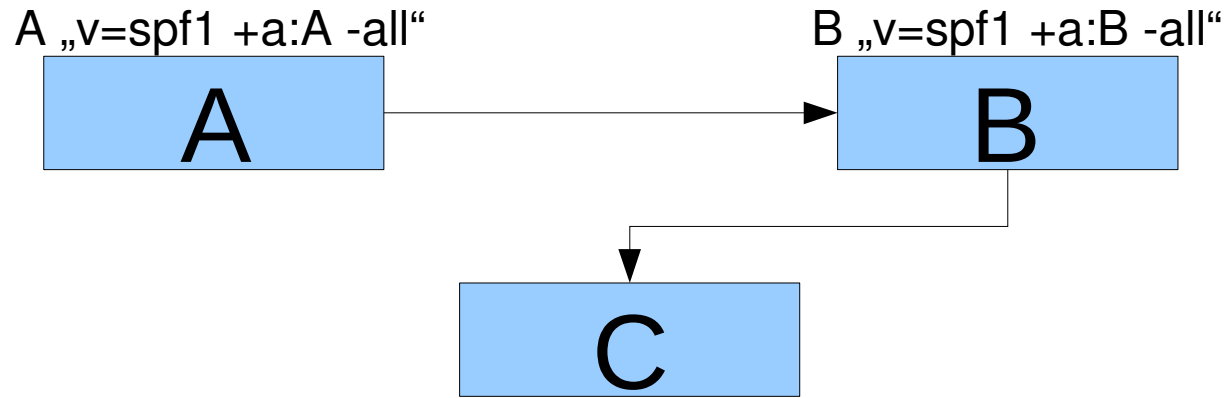 A „v=spf1 +a:A -all“
B „v=spf1 +a:B -all“
A
B
C